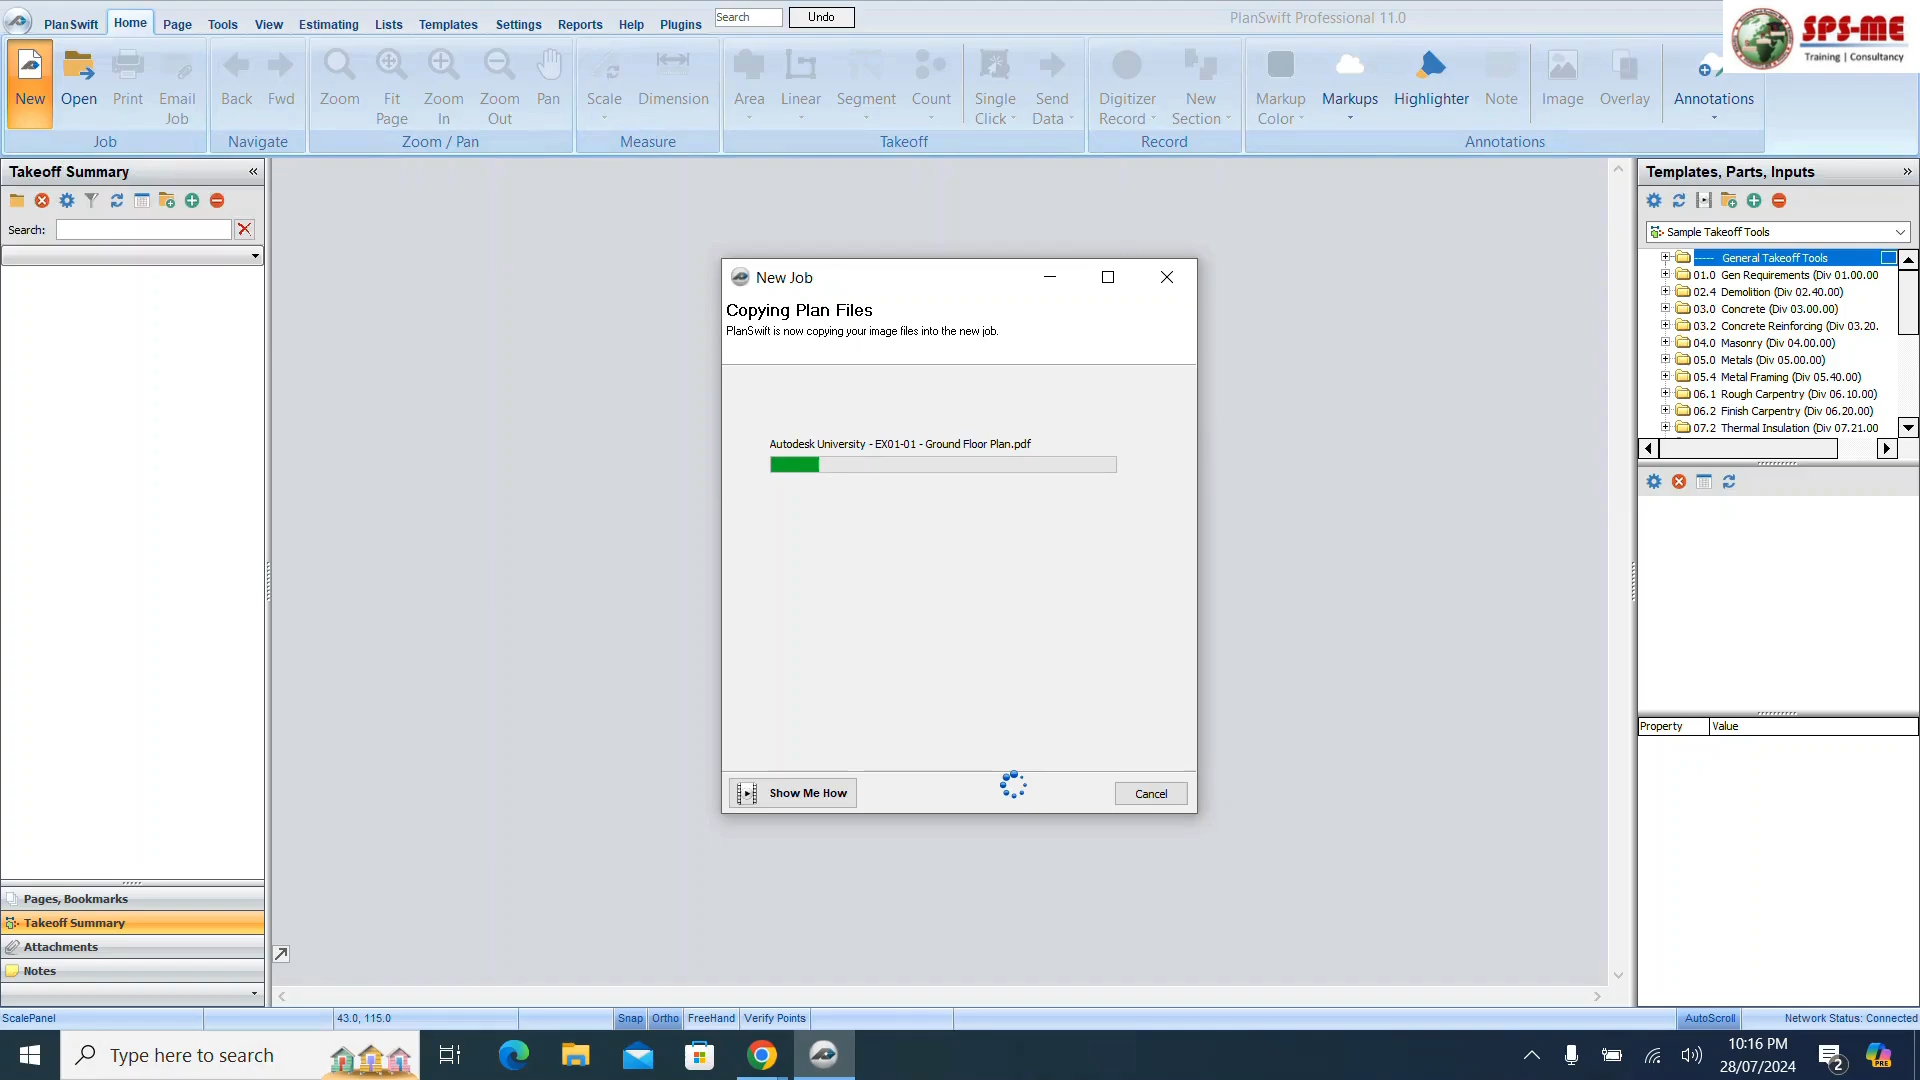 PlanSwift Home Page Tools View Estimating Lists Templates Settings Reports Help Plugins Search Undo PlanSwift Professional 11.0
SPS-ME
Training | Consultancy
New Open Print Email Job Back Fwd Zoom Fit Page Zoom In Zoom Out Pan Scale Dimension Area Linear Segment Count Single Click Send Data Digitizer Record New Section Markup Color Markups Highlighter Note Image Overlay Annotations
Job Navigate Zoom / Pan Measure Takeoff Record Annotations
Takeoff Summary
Search:
New Job
Copying Plan Files
PlanSwift is now copying your image files into the new job.
Autodesk University - EX01-01 - Ground Floor Plan.pdf
Show Me How Cancel
Templates, Parts, Inputs
Sample Takeoff Tools
----- General Takeoff Tools
01.0 Gen Requirements (Div 01.00.00
02.4 Demolition (Div 02.40.00)
03.0 Concrete (Div 03.00.00)
03.2 Concrete Reinforcing (Div 03.20.
04.0 Masonry (Div 04.00.00)
05.0 Metals (Div 05.00.00)
05.4 Metal Framing (Div 05.40.00)
06.1 Rough Carpentry (Div 06.10.00)
06.2 Finish Carpentry (Div 06.20.00)
07.2 Thermal Insulation (Div 07.21.00
Property Value
Pages, Bookmarks
Takeoff Summary
Attachments
Notes
ScalePanel 43.0, 115.0 Snap Ortho FreeHand Verify Points AutoScroll Network Status: Connected
Type here to search
10:16 PM
28/07/2024
2
PRE